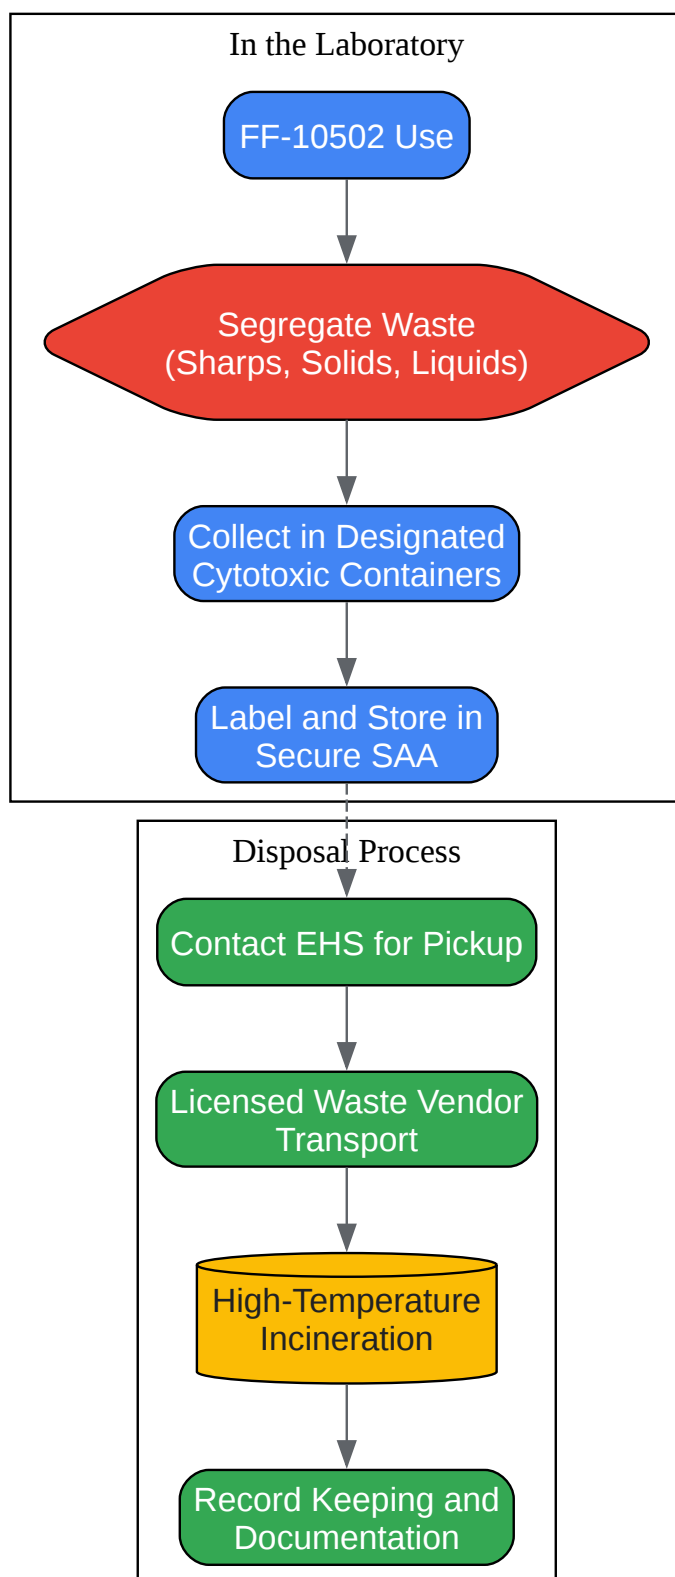 In the Laboratory
FF-10502 Use
Segregate Waste
(Sharps, Solids, Liquids)
Collect in Designated
Cytotoxic Containers
Label and Store in
Secure SAA
Disposal Process
Contact EHS for Pickup
Licensed Waste Vendor
Transport
High-Temperature
Incineration
Record Keeping and
Documentation